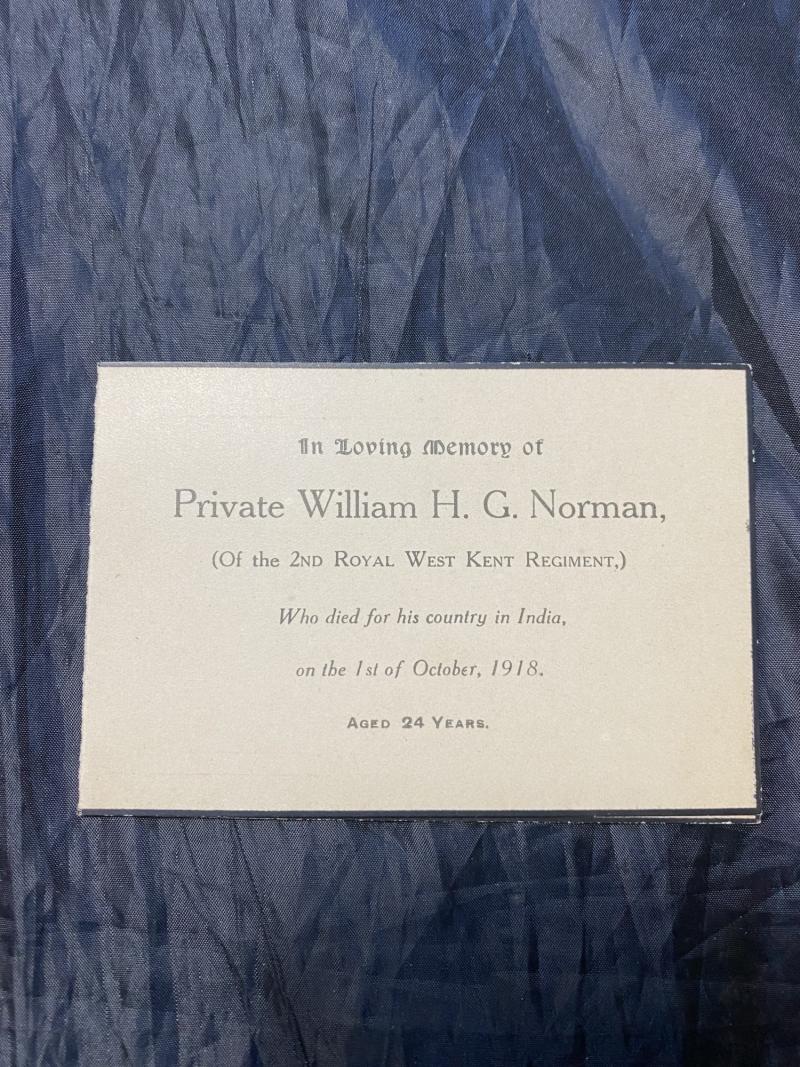 In Loving Memory of
Private William H. G. Norman,
(Of the 2ND ROYAL WEST KENT REGIMENT,)
Who died for his country in India,
on the 1st of October, 1918.
AGED 24 YEARS.